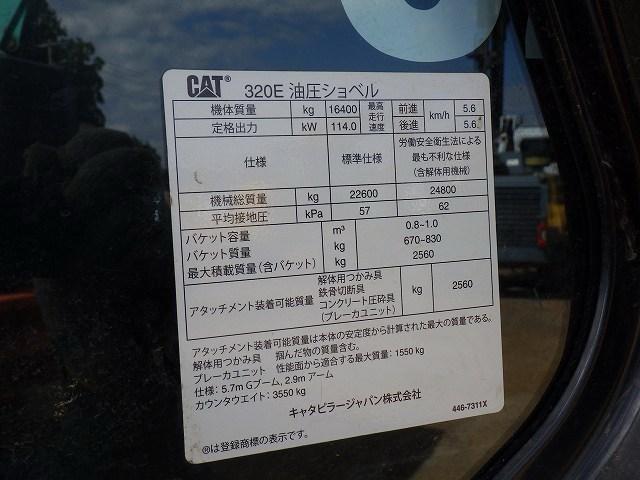 CAT® 320E 油圧ショベル
機体質量 kg 16400 最高走行速度 前進 km/h 5.6
定格出力 kW 114.0 後進 5.6
仕様 標準仕様 労働安全衛生法による最も不利な仕様(含解体用機械)
機械総質量 kg 22600 24800
平均接地圧 kPa 57 62
バケット容量 m³ 0.8~1.0
バケット質量 kg 670~830
最大積載質量(含バケット) kg 2560
アタッチメント装着可能質量 解体用つかみ具 鉄骨切断具 コンクリート圧砕具 (ブレーカユニット) kg 2560
アタッチメント装着可能質量は本体の安定度から計算された最大の質量である。
解体用つかみ具 掴んだ物の質量含む。
ブレーカユニット 性能面から適合する最大質量: 1550 kg
仕様: 5.7m Gブーム, 2.9m アーム
カウンタウエイト: 3550 kg
キャタピラージャパン株式会社
446-7311X
®は登録商標の表示です。